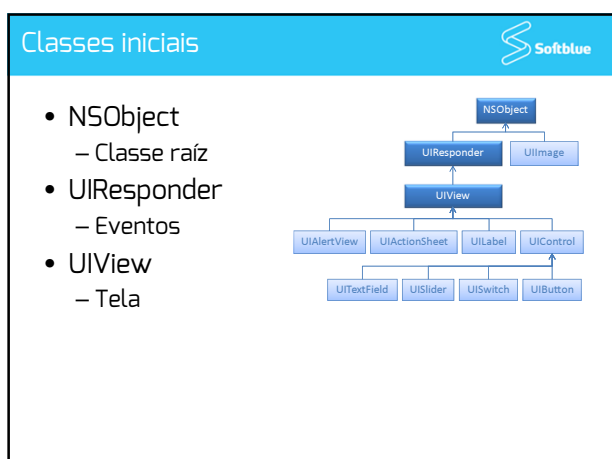 Classes iniciais
Softblue
• NSObject
– Classe raíz
• UIResponder
– Eventos
• UIView
– Tela
NSObject
UIResponder UIImage
UIView
UIAlertView UIActionSheet UILabel UIControl
UITextField UISlider UISwitch UIButton